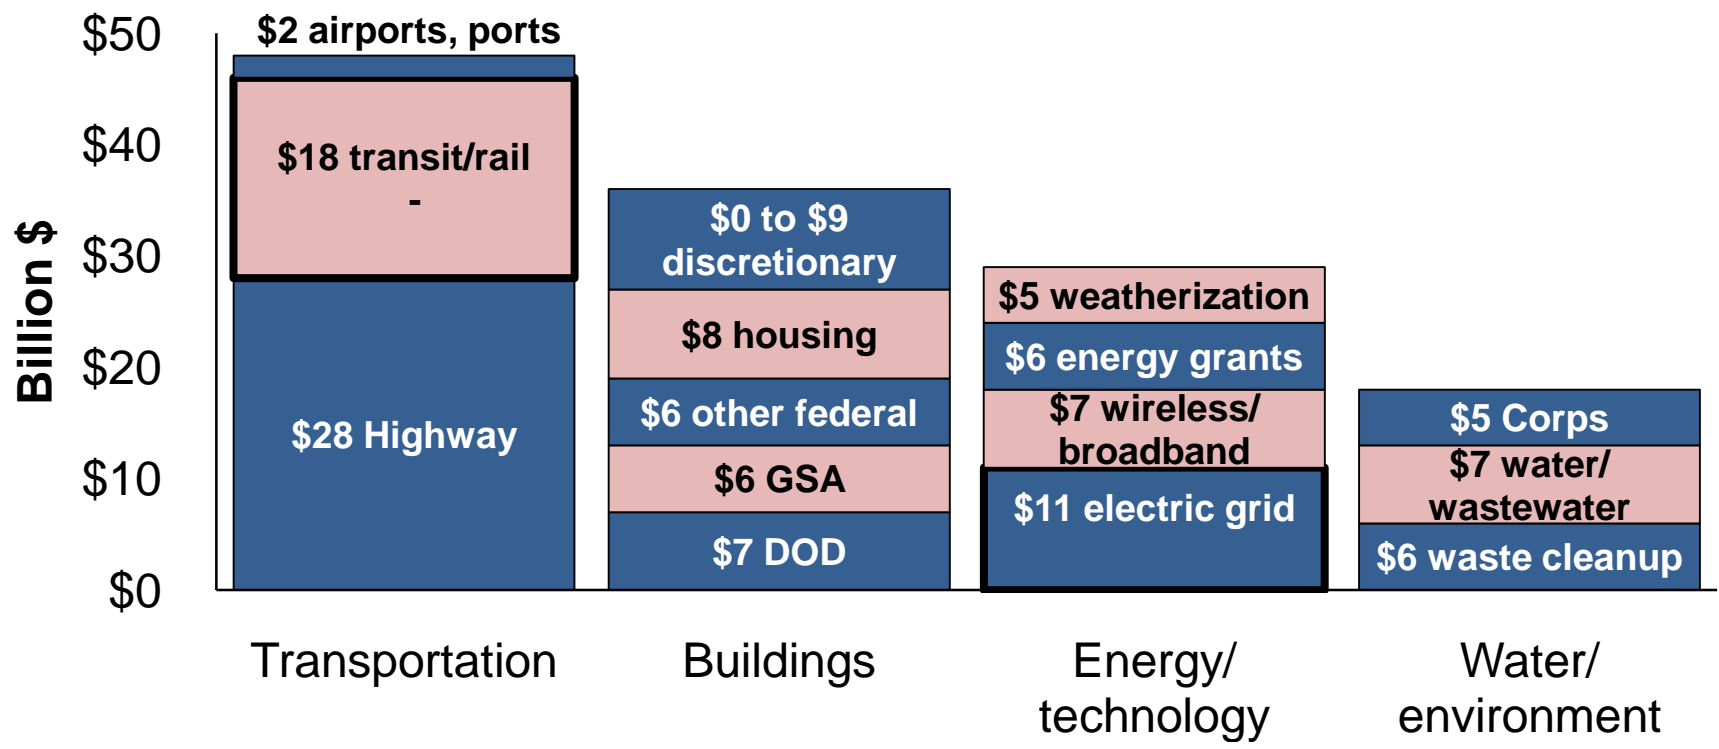 Billion $
$50
$40
$30
$20
$10
$0
$2 airports, ports
$18 transit/rail
-
$28 Highway
$0 to $9
discretionary
$8 housing
$6 other federal
$6 GSA
$7 DOD
$5 weatherization
$6 energy grants
$7 wireless/
broadband
$11 electric grid
$5 Corps
$7 water/
wastewater
$6 waste cleanup
Transportation
Buildings
Energy/
technology
Water/
environment